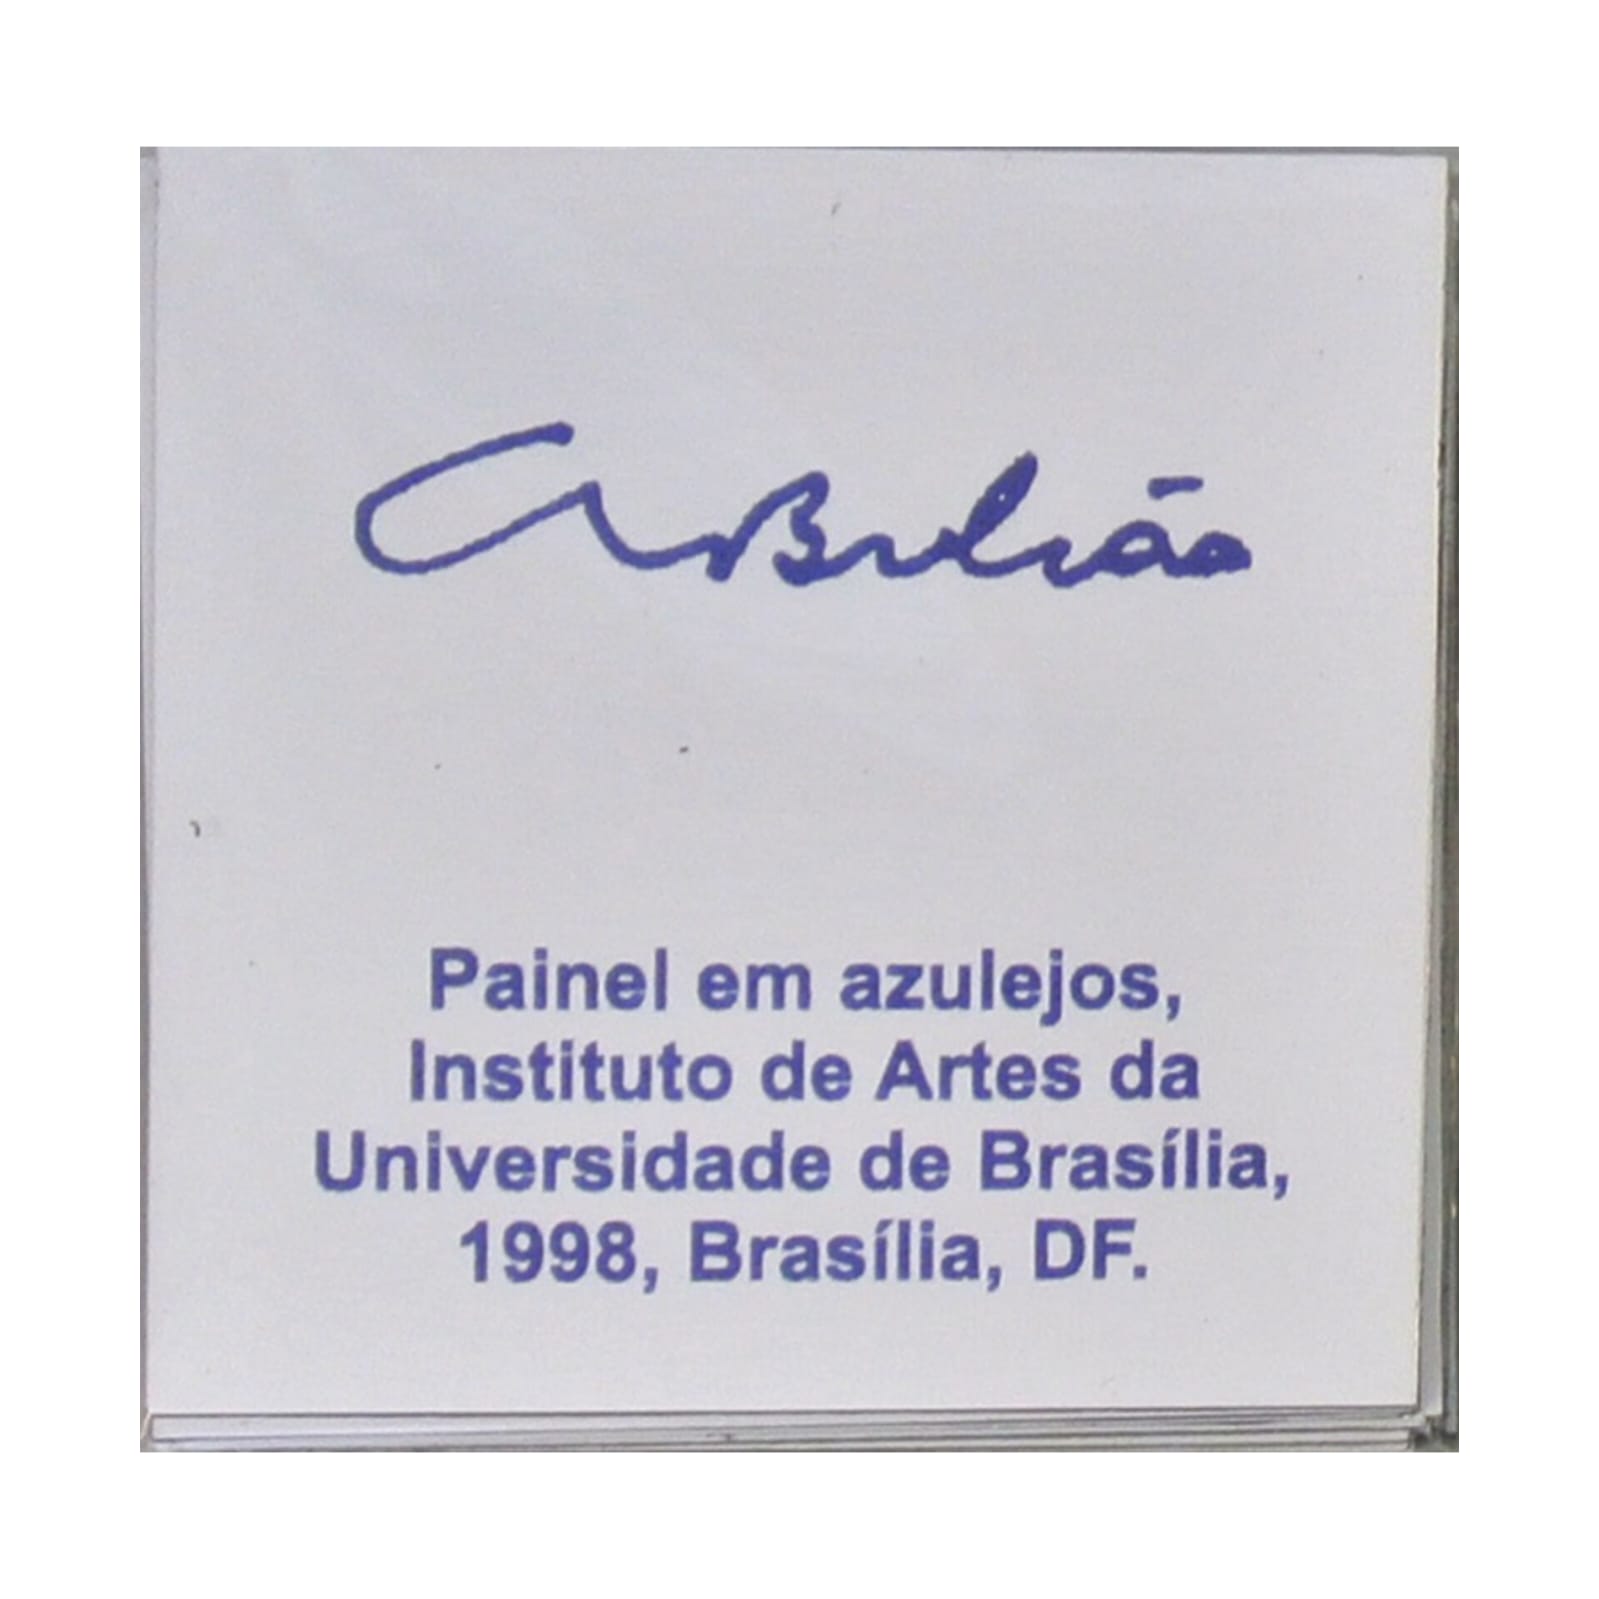 ABulcão
Painel em azulejos,
Instituto de Artes da
Universidade de Brasília,
1998, Brasília, DF.